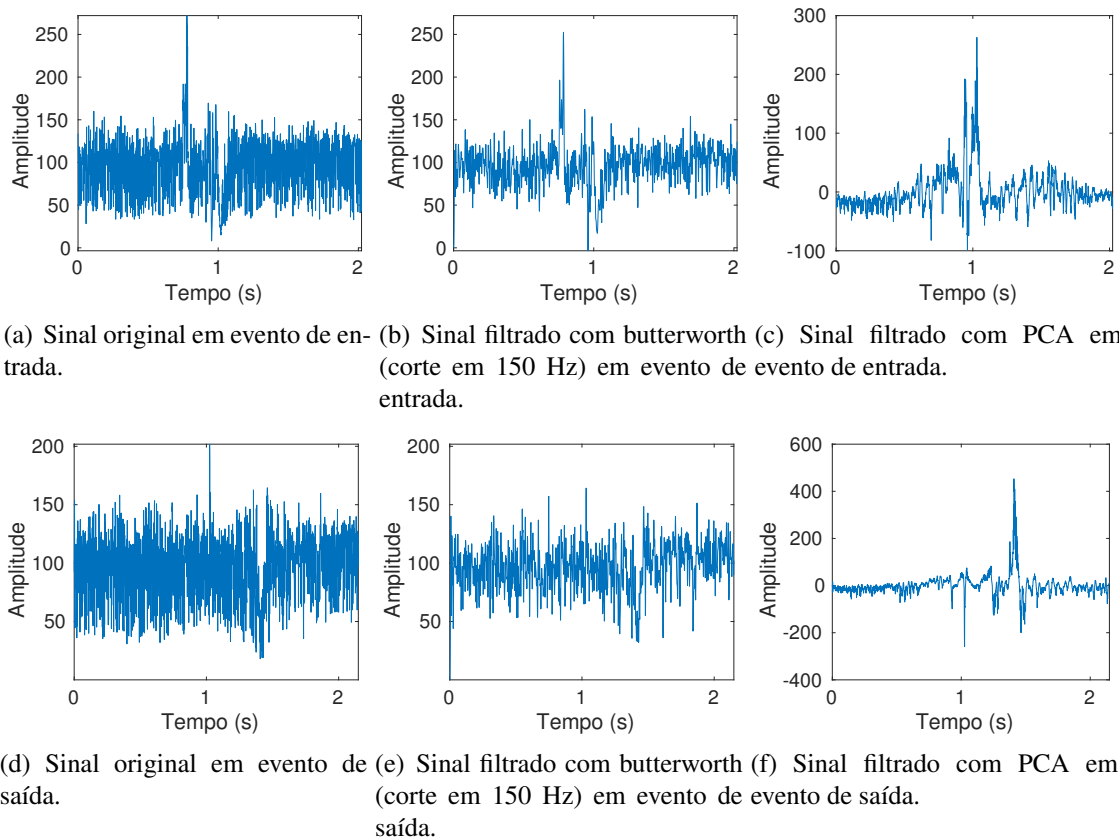 250
200
150
100
50
0
Amplitude
0 1 2
Tempo (s)
250
200
150
100
50
0
Amplitude
0 1 2
Tempo (s)
300
200
100
0
-100
Amplitude
0 1 2
Tempo (s)
(a) Sinal original em evento de en-
trada.
(b) Sinal filtrado com butterworth
(corte em 150 Hz) em evento de
entrada.
(c) Sinal filtrado com PCA em
evento de entrada.
200
150
100
50
Amplitude
0 1 2
Tempo (s)
200
150
100
50
Amplitude
0 1 2
Tempo (s)
600
400
200
0
-200
-400
Amplitude
0 1 2
Tempo (s)
(d) Sinal original em evento de
saída.
(e) Sinal filtrado com butterworth
(corte em 150 Hz) em evento de
saída.
(f) Sinal filtrado com PCA em
evento de saída.